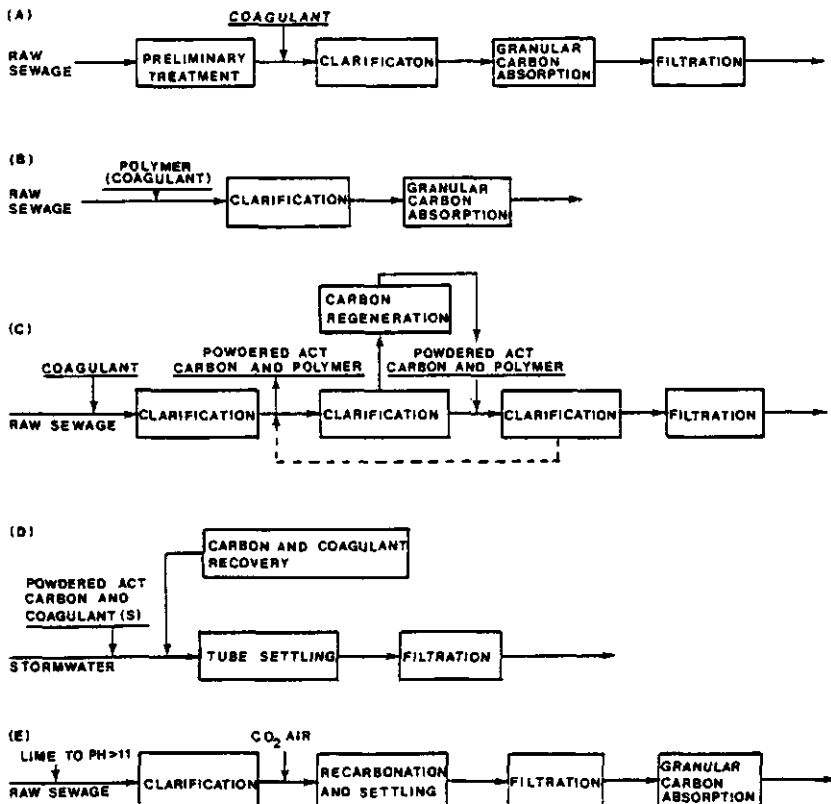 (A)
COAGULANT
RAW
SEWAGE
PRELIMINARY
TREATMENT
CLARIFICATON
GRANULAR
CARBON
ABSORPTION
FILTRATION
(B)
POLYMER
(COAGULANT)
RAW
SEWAGE
CLARIFICATION
GRANULAR
CARBON
ABSORPTION
(C)
CARBON
REGENERATION
COAGULANT
POWDERED ACT
CARBON AND POLYMER
POWDERED ACT
CARBON AND POLYMER
RAW SEWAGE
CLARIFICATION
CLARIFICATION
CLARIFICATION
FILTRATION
(D)
CARBON AND COAGULANT
RECOVERY
POWDERED ACT
CARBON AND
COAGULANT(S)
STORMWATER
TUBE SETTLING
FILTRATION
(E)
LIME TO PH>11
RAW SEWAGE
CLARIFICATION
CO2 AIR
RECARBONATION
AND SETTLING
FILTRATION
GRANULAR
CARBON
ABSORPTION